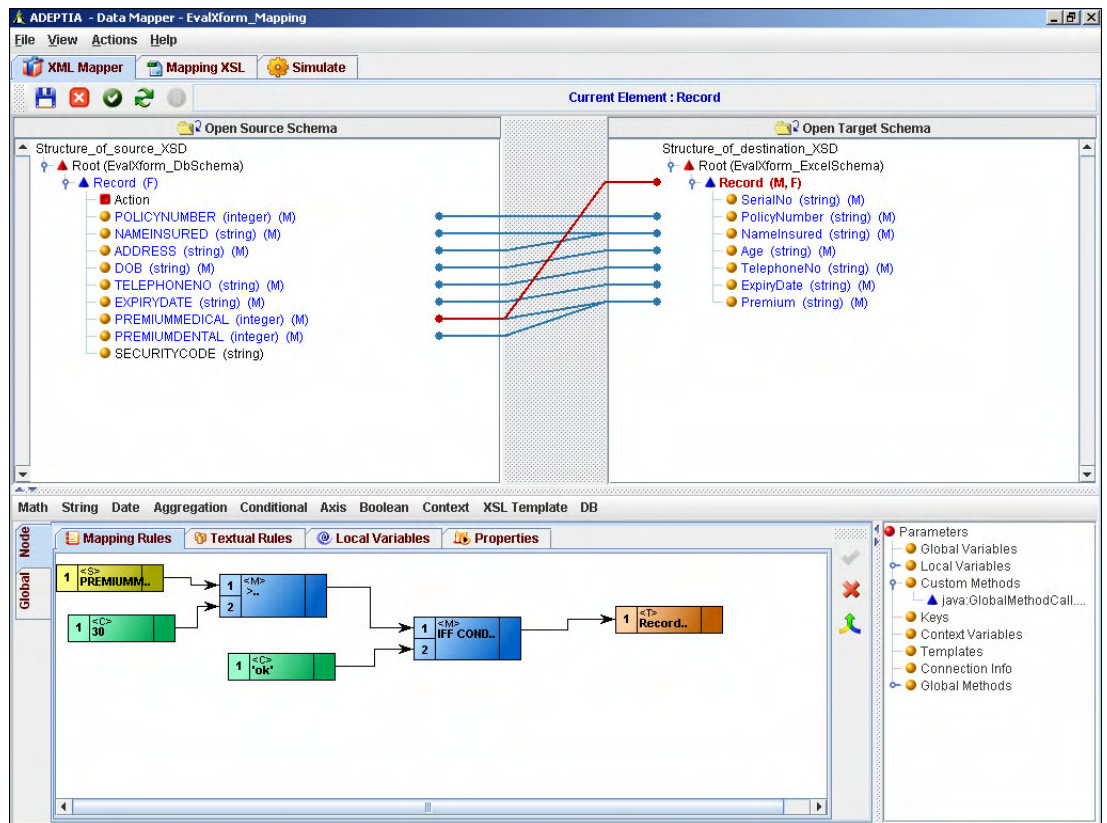 ADEPTIA - Data Mapper - EvalXform_Mapping
File View Actions Help
XML Mapper Mapping XSL Simulate
Current Element : Record
Open Source Schema
Structure_of_source_XSD
Root (EvalXform_DbSchema)
Record (F)
Action
POLICYNUMBER (integer) (M)
NAMEINSURED (string) (M)
ADDRESS (string) (M)
DOB (string) (M)
TELEPHONENO (string) (M)
EXPIRYDATE (string) (M)
PREMIUMMEDICAL (integer) (M)
PREMIUMDENTAL (integer) (M)
SECURITYCODE (string)
Open Target Schema
Structure_of_destination_XSD
Root (EvalXform_ExcelSchema)
Record (M, F)
SerialNo (string) (M)
PolicyNumber (string) (M)
NameInsured (string) (M)
Age (string) (M)
TelephoneNo (string) (M)
ExpiryDate (string) (M)
Premium (string) (M)
Math String Date Aggregation Conditional Axis Boolean Context XSL Template DB
Node
Global
Mapping Rules Textual Rules Local Variables Properties
1 <S> PREMIUMM..
1 <C> 30
1 <M> >..
2
1 <C> 'ok'
1 <M> IFF COND..
2
1 <T> Record..
Parameters
Global Variables
Local Variables
Custom Methods
java:GlobalMethodCall....
Keys
Context Variables
Templates
Connection Info
Global Methods